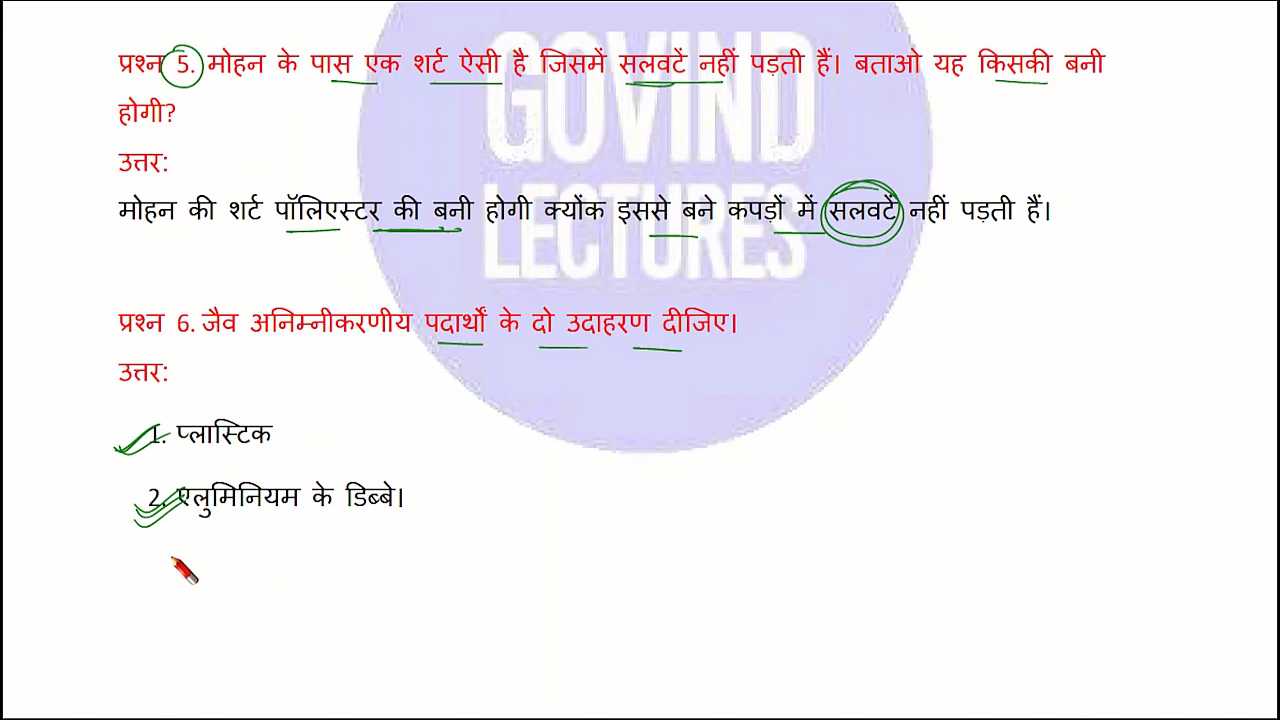 प्रश्न 5. मोहन के पास एक शर्ट ऐसी है जिसमें सलवटें नहीं पड़ती हैं। बताओ यह किसकी बनी
होगी?
उत्तर:
मोहन की शर्ट पॉलिएस्टर की बनी होगी क्योंक इससे बने कपड़ों में सलवटें नहीं पड़ती हैं।
प्रश्न 6. जैव अनिम्नीकरणीय पदार्थों के दो उदाहरण दीजिए।
उत्तर:
1. प्लास्टिक
2. एलुमिनियम के डिब्बे।
GOVIND
LECTURES